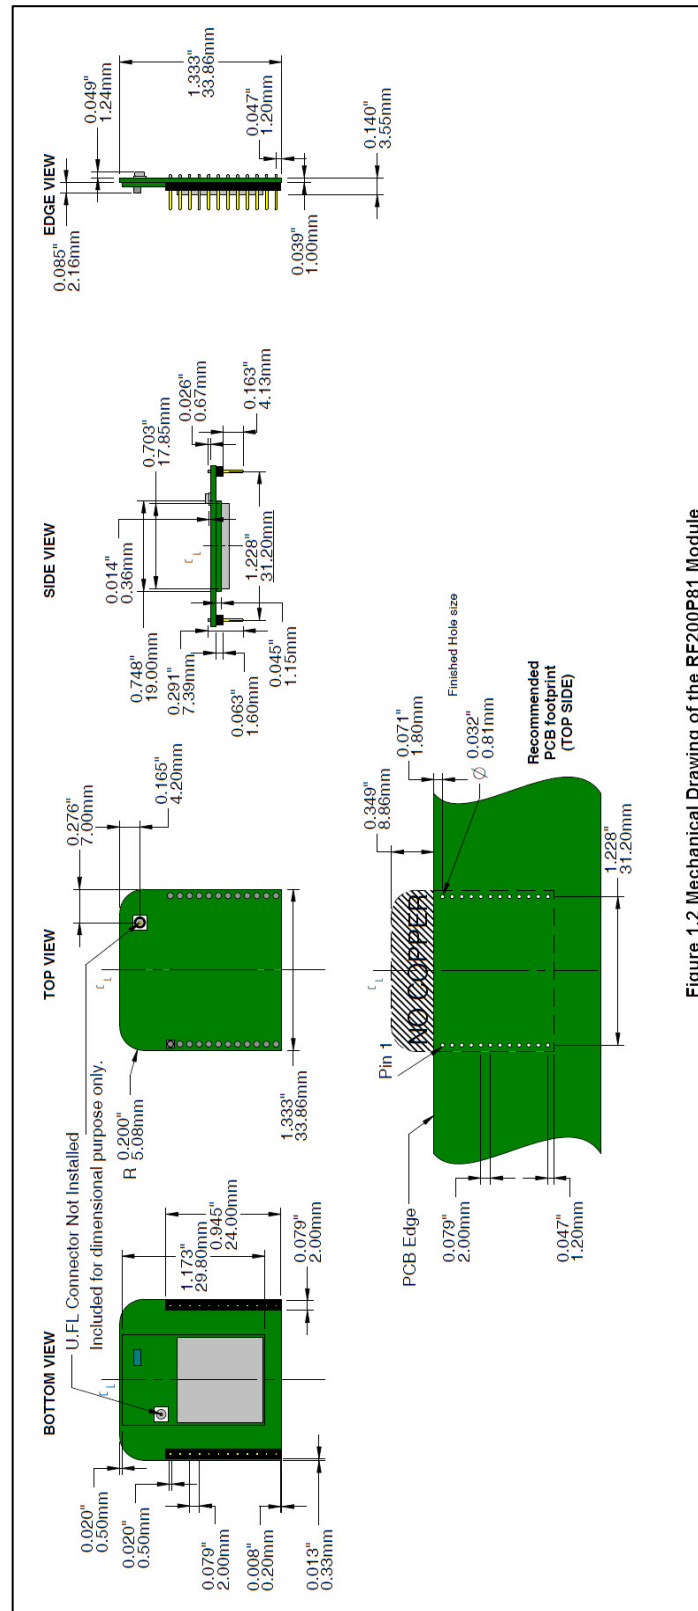 BOTTOM VIEW
U.FL Connector Not Installed
Included for dimensional purpose only.
0.020"
0.50mm
0.020"
0.50mm
0.079"
2.00mm
0.008"
0.20mm
0.013"
0.33mm
1.173"
29.80mm
0.945"
24.00mm
0.079"
2.00mm
TOP VIEW
R 0.200"
5.08mm
0.276"
7.00mm
0.165"
4.20mm
1.333"
33.86mm
SIDE VIEW
0.014"
0.36mm
0.703"
17.85mm
0.026"
0.67mm
0.163"
4.13mm
0.748"
19.00mm
0.291"
7.39mm
0.063"
1.60mm
0.045"
1.15mm
1.228"
31.20mm
EDGE VIEW
0.049"
1.24mm
1.333"
33.86mm
0.047"
1.20mm
0.140"
3.55mm
0.085"
2.16mm
0.039"
1.00mm
PCB Edge
Pin 1
NO COPPER
0.349"
8.86mm
0.071"
1.80mm
Ø 0.032"
0.81mm
Finished Hole size
0.079"
2.00mm
0.047"
1.20mm
1.228"
31.20mm
Recommended
PCB footprint
(TOP SIDE)
Figure 1.2 Mechanical Drawing of the RF200P81 Module